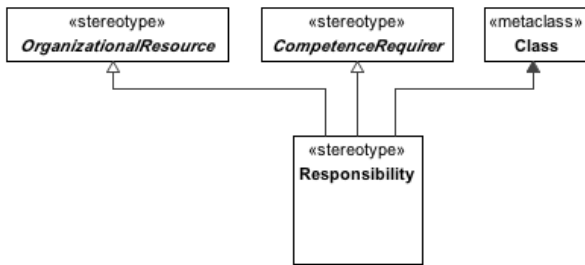 «stereotype»
OrganizationalResource
«stereotype»
CompetenceRequirer
«metaclass»
Class
«stereotype»
Responsibility